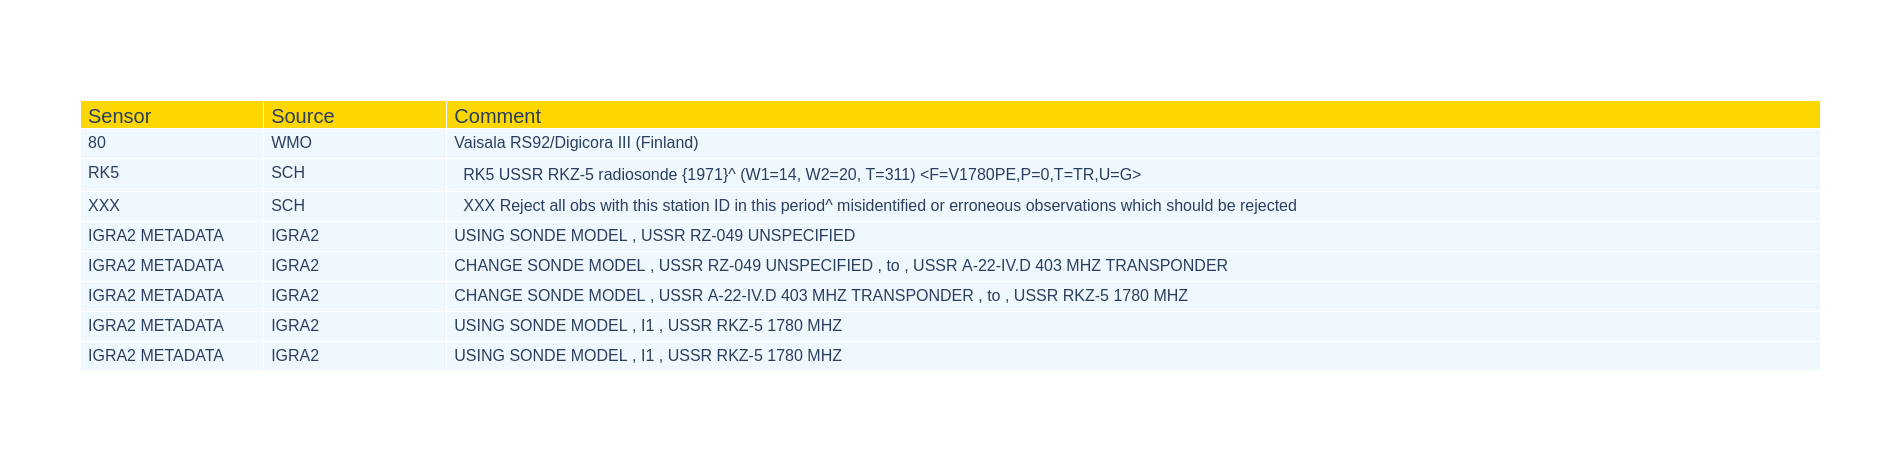 Sensor Source Comment
80 WMO Vaisala RS92/Digicora III (Finland)
RK5 SCH RK5 USSR RKZ-5 radiosonde {1971}^ (W1=14, W2=20, T=311) <F=V1780PE,P=0,T=TR,U=G>
XXX SCH XXX Reject all obs with this station ID in this period^ misidentified or erroneous observations which should be rejected
IGRA2 METADATA IGRA2 USING SONDE MODEL , USSR RZ-049 UNSPECIFIED
IGRA2 METADATA IGRA2 CHANGE SONDE MODEL , USSR RZ-049 UNSPECIFIED , to , USSR A-22-IV.D 403 MHZ TRANSPONDER
IGRA2 METADATA IGRA2 CHANGE SONDE MODEL , USSR A-22-IV.D 403 MHZ TRANSPONDER , to , USSR RKZ-5 1780 MHZ
IGRA2 METADATA IGRA2 USING SONDE MODEL , I1 , USSR RKZ-5 1780 MHZ
IGRA2 METADATA IGRA2 USING SONDE MODEL , I1 , USSR RKZ-5 1780 MHZ